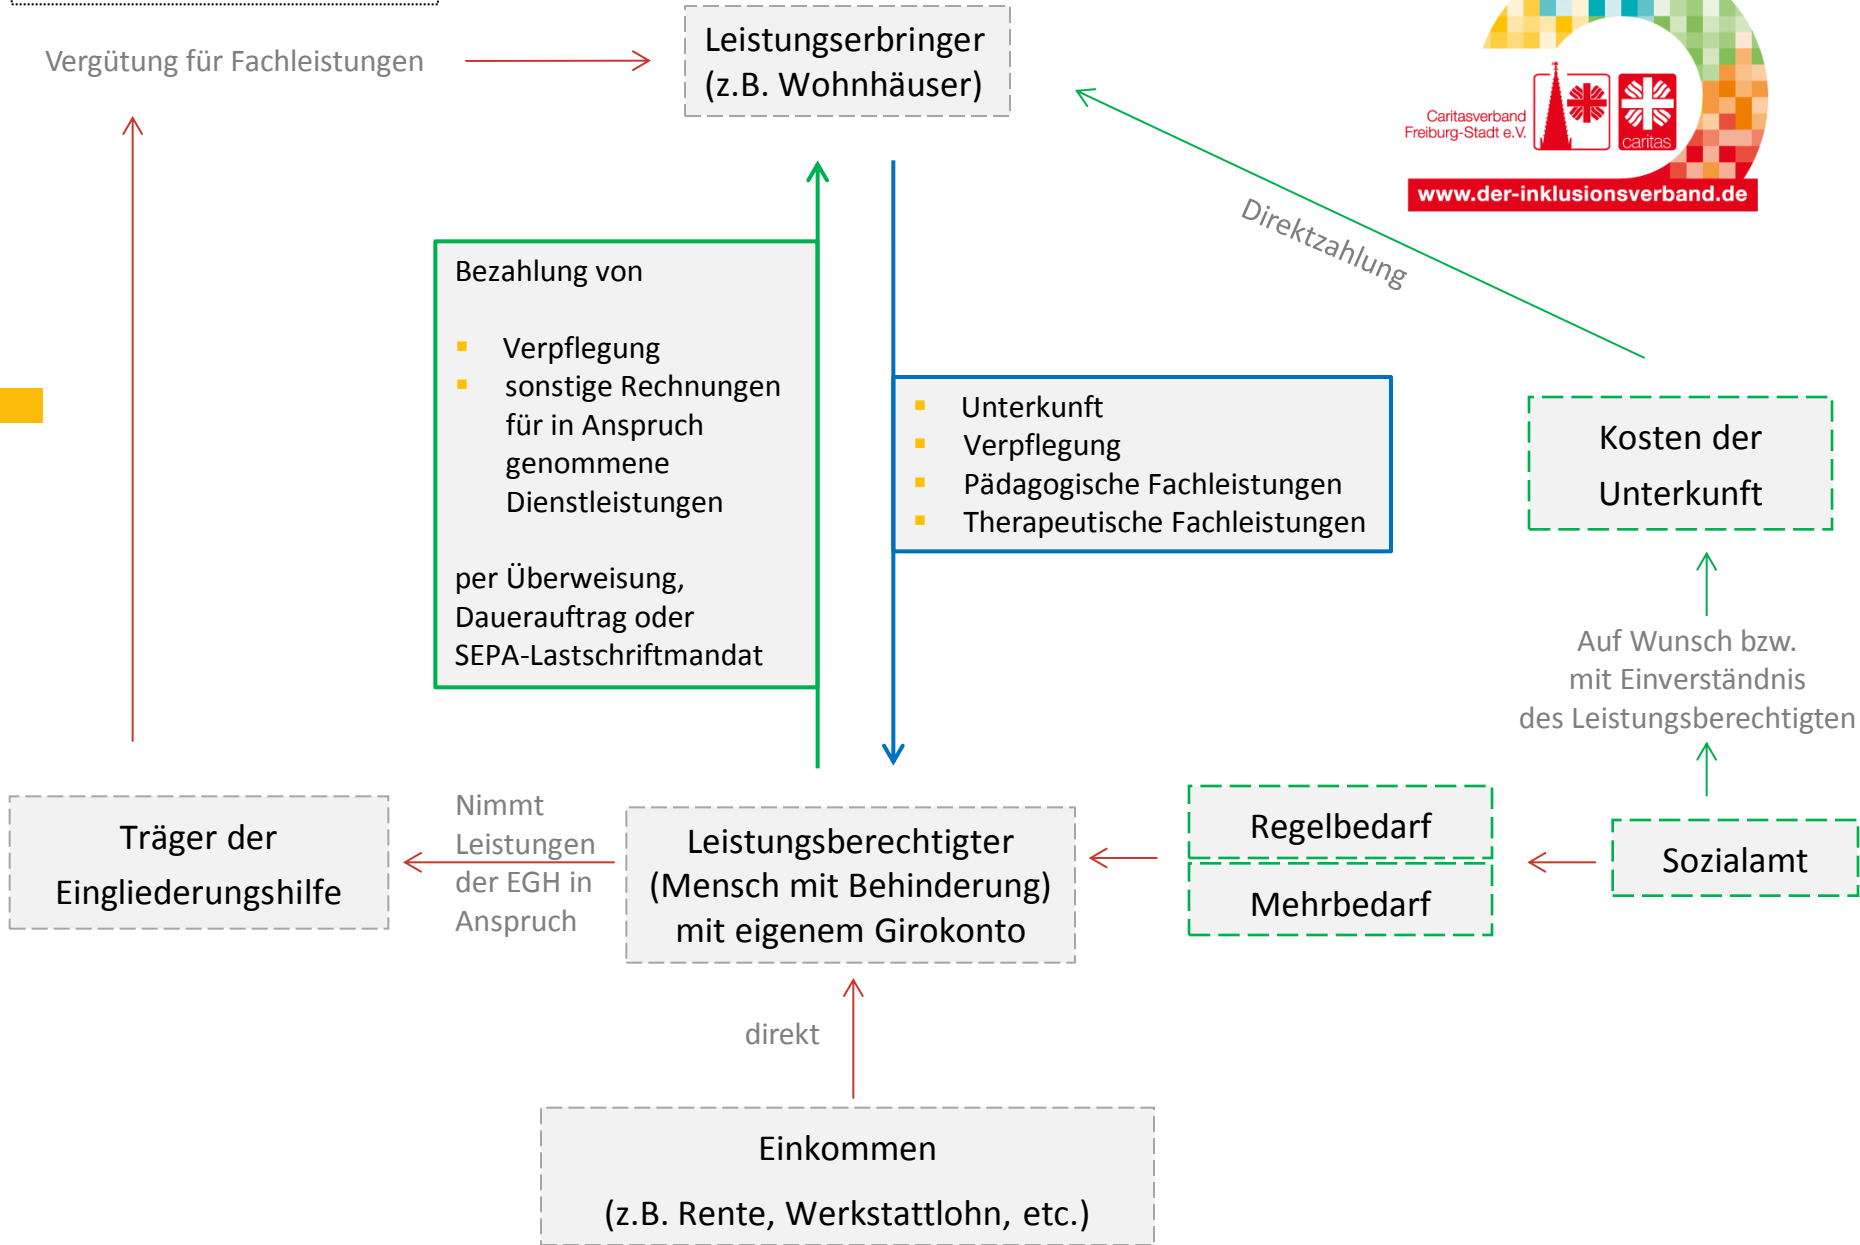 Vergütung für Fachleistungen
Leistungserbringer
(z.B. Wohnhäuser)
Caritasverband
Freiburg-Stadt e.V.
caritas
www.der-inklusionsverband.de
Direktzahlung
Bezahlung von
Verpflegung
sonstige Rechnungen
für in Anspruch
genommene
Dienstleistungen
per Überweisung,
Dauerauftrag oder
SEPA-Lastschriftmandat
Unterkunft
Verpflegung
Pädagogische Fachleistungen
Therapeutische Fachleistungen
Kosten der
Unterkunft
Auf Wunsch bzw.
mit Einverständnis
des Leistungsberechtigten
Träger der
Eingliederungshilfe
Nimmt
Leistungen
der EGH in
Anspruch
Leistungsberechtigter
(Mensch mit Behinderung)
mit eigenem Girokonto
Regelbedarf
Mehrbedarf
Sozialamt
direkt
Einkommen
(z.B. Rente, Werkstattlohn, etc.)